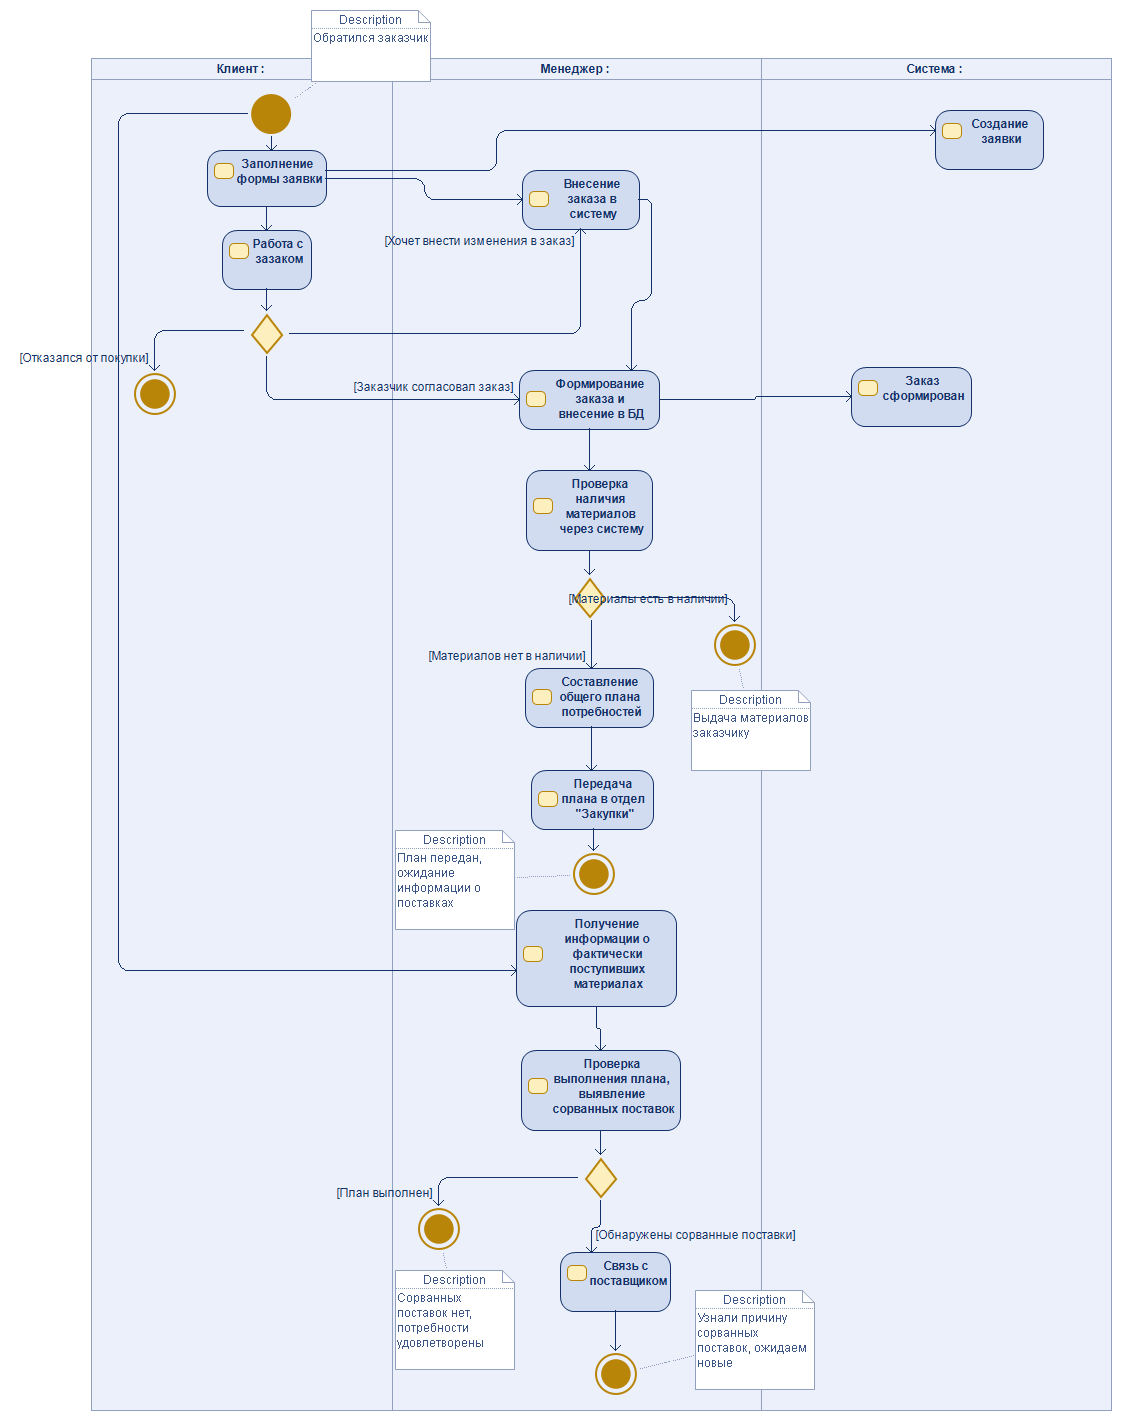 Description
Обратился заказчик
Клиент :
Менеджер :
Система :
Создание
заявки
Заполнение
формы заявки
Внесение
заказа в
систему
[Хочет внести изменения в заказ]
Работа с
зазаком
[Отказался от покупки]
[Заказчик согласовал заказ]
Формирование
заказа и
внесение в БД
Заказ
сформирован
Проверка
наличия
материалов
через систему
[Материалы есть в наличии]
[Материалов нет в наличии]
Составление
общего плана
потребностей
Description
Выдача материалов
заказчику
Передача
плана в отдел
"Закупки"
Description
План передан,
ожидание
информации о
поставках
Получение
информации о
фактически
поступивших
материалах
Проверка
выполнения плана,
выявление
сорванных поставок
[План выполнен]
[Обнаружены сорванные поставки]
Связь с
поставщиком
Description
Сорванных
поставок нет,
потребности
удовлетворены
Description
Узнали причину
сорванных
поставок, ожидаем
новые